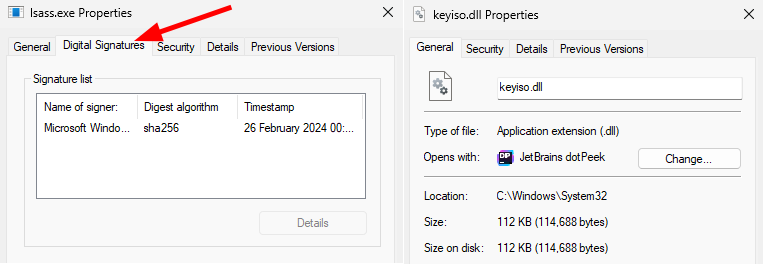 lsass.exe Properties
General Digital Signatures Security Details Previous Versions
Signature list
Name of signer: Digest algorithm Timestamp
Microsoft Windo... sha256 26 February 2024 00:...
Details
keyiso.dll Properties
General Security Details Previous Versions
keyiso.dll
Type of file: Application extension (.dll)
Opens with: DP JetBrains dotPeek Change...
Location: C:\Windows\System32
Size: 112 KB (114,688 bytes)
Size on disk: 112 KB (114,688 bytes)